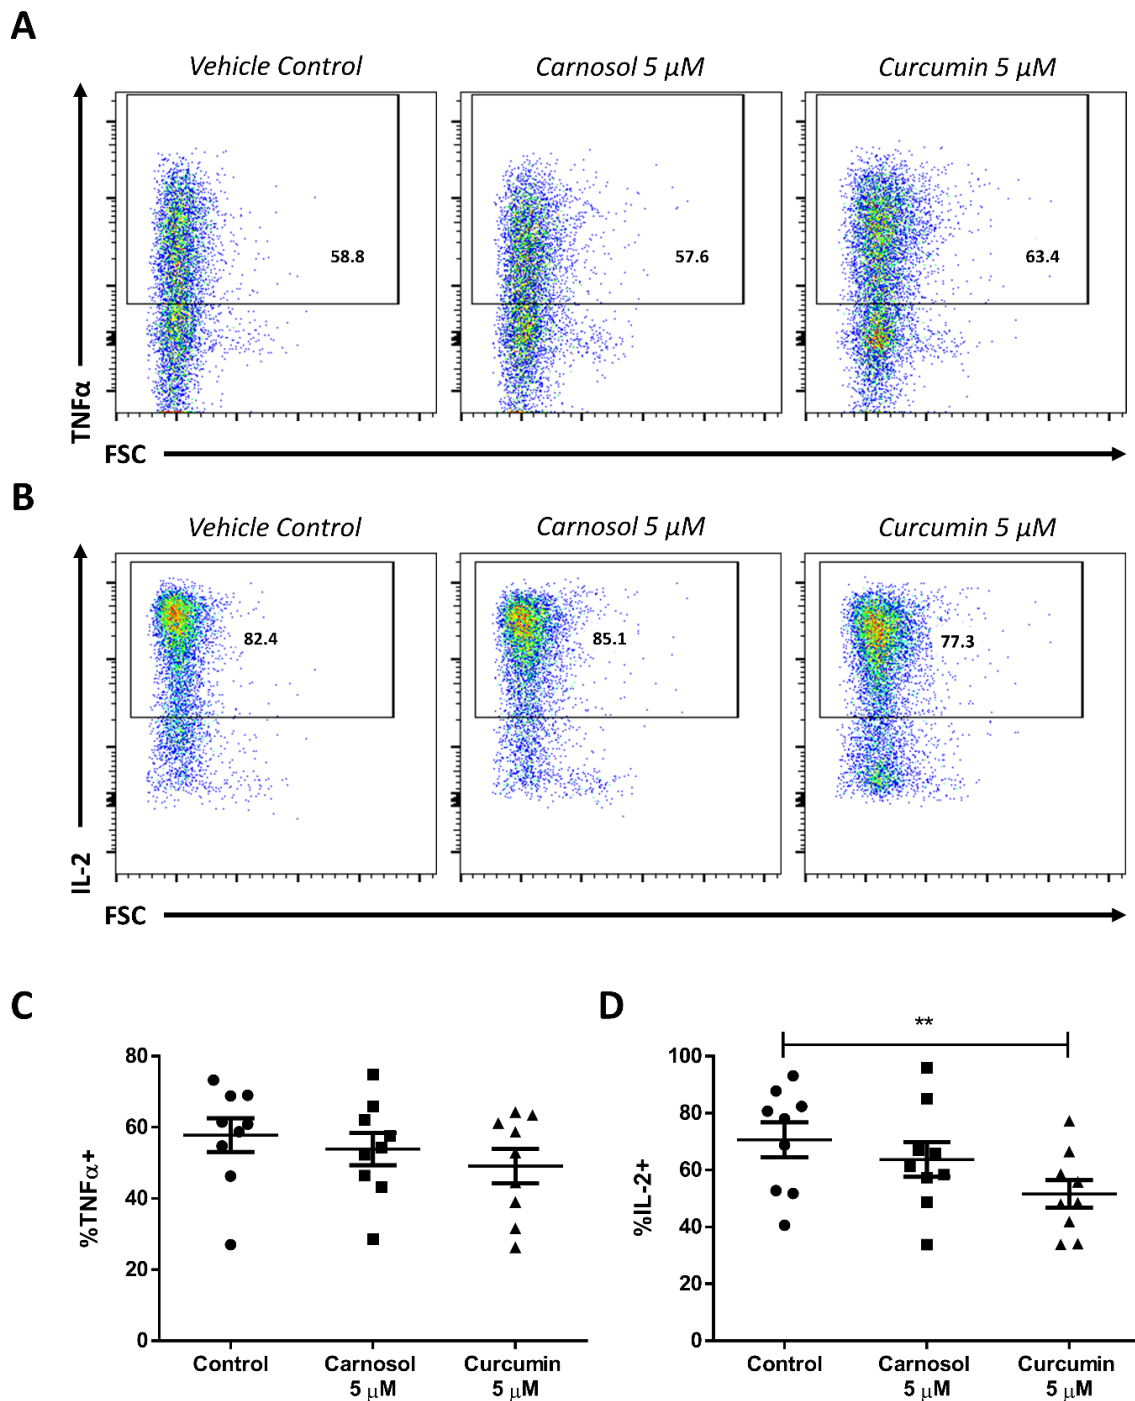 A
Vehicle Control
Carnosol 5 μM
Curcumin 5 μM
TNFα
58.8
57.6
63.4
FSC
B
Vehicle Control
Carnosol 5 μM
Curcumin 5 μM
IL-2
82.4
85.1
77.3
FSC
C
%TNFα+
80
60
40
20
0
Control
Carnosol
5 μM
Curcumin
5 μM
D
**
%IL-2+
100
80
60
40
20
0
Control
Carnosol
5 μM
Curcumin
5 μM